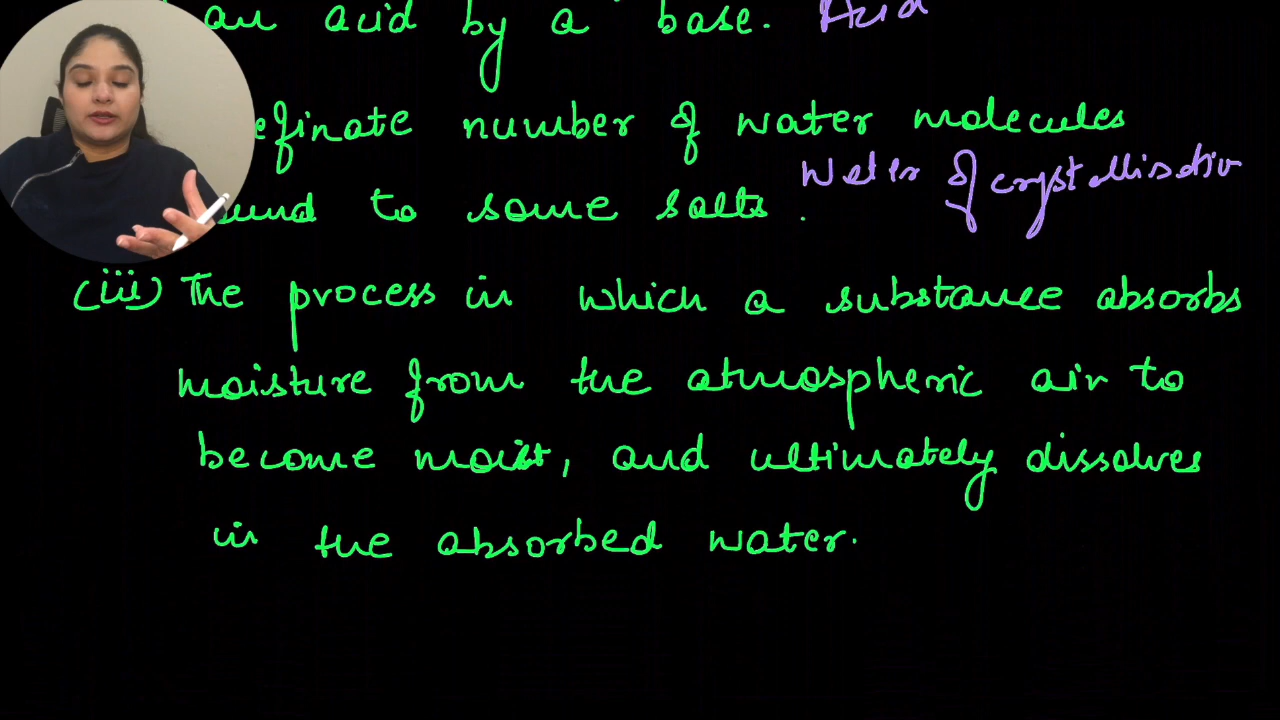 an acid by a base. Acid
efinate number of water molecules
Water of crystallisation
to some salts.
(iii) The process in which a substance absorbs
moisture from the atmospheric air to
become moist, and ultimately dissolves
in the absorbed water.